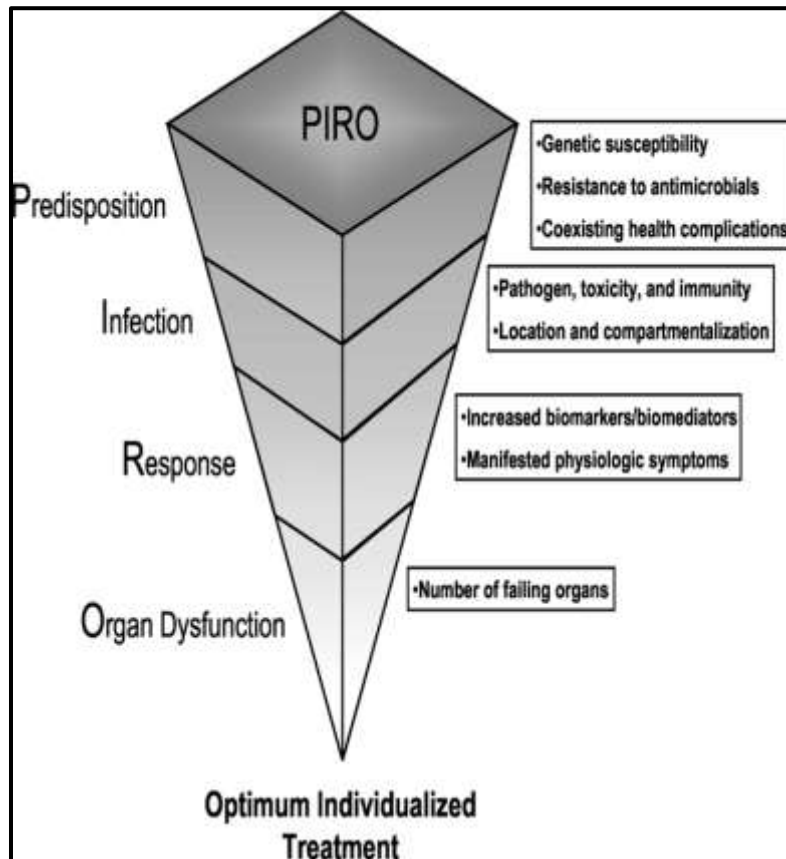 PIRO
Predisposition
•Genetic susceptibility
•Resistance to antimicrobials
•Coexisting health complications
Infection
•Pathogen, toxicity, and immunity
•Location and compartmentalization
Response
•Increased biomarkers/biomediators
•Manifested physiologic symptoms
Organ Dysfunction
•Number of failing organs
Optimum Individualized
Treatment